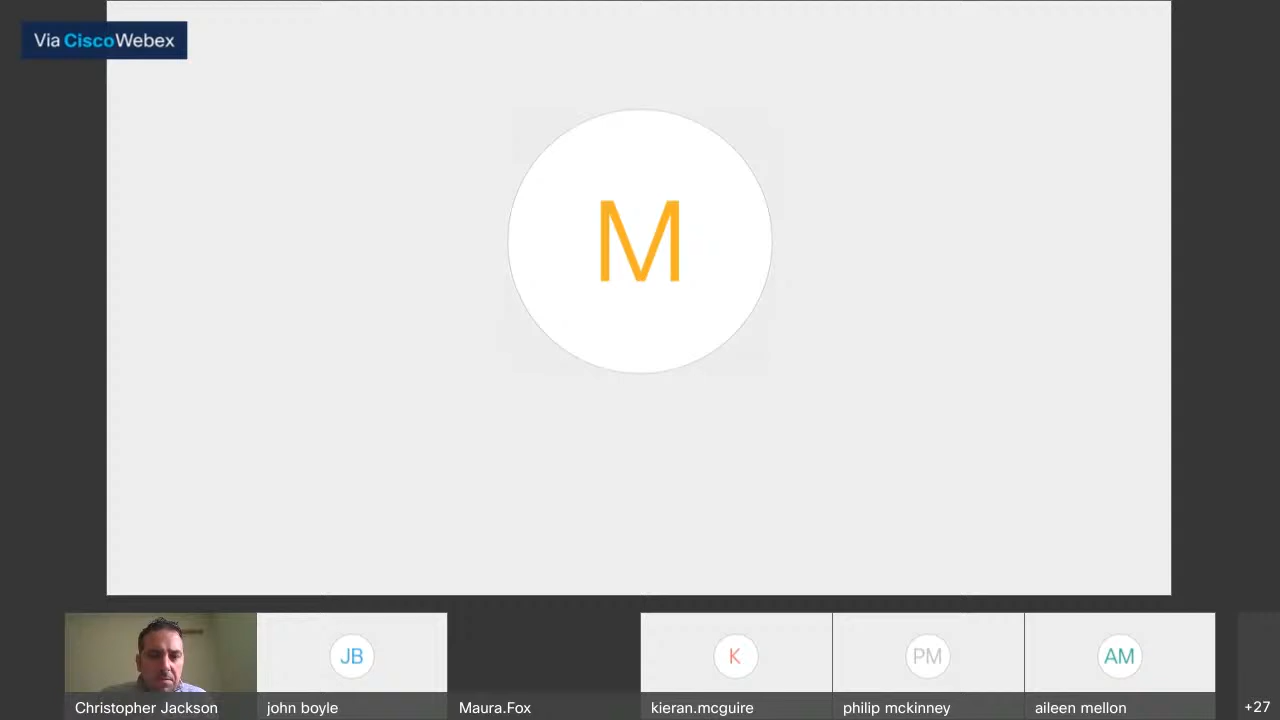 Via CiscoWebex
M
JB
K
PM
AM
Christopher Jackson
john boyle
Maura.Fox
kieran.mcguire
philip mckinney
aileen mellon
+27